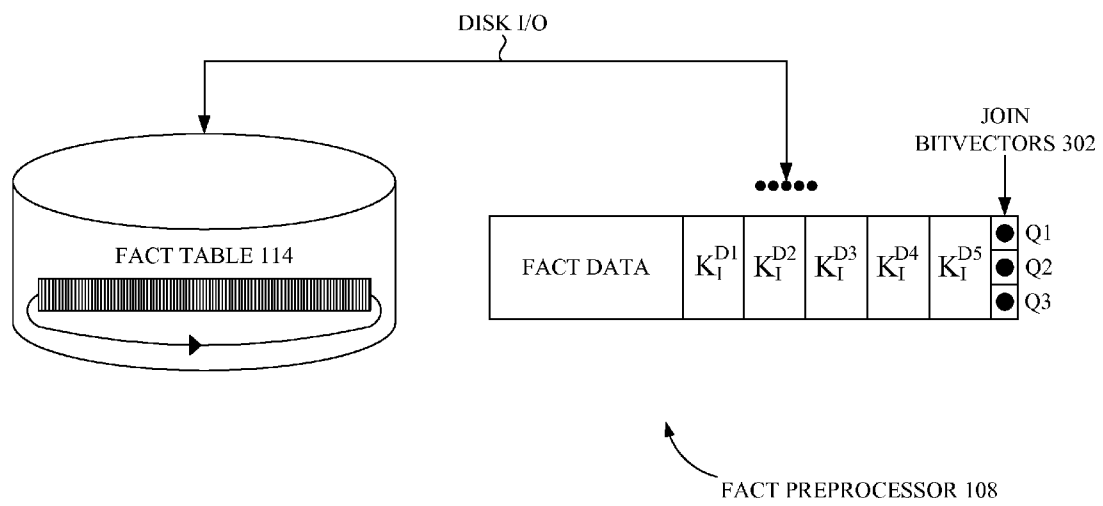 DISK I/O
JOIN
BITVECTORS 302
FACT TABLE 114
FACT DATA K_I^D1 K_I^D2 K_I^D3 K_I^D4 K_I^D5
Q1
Q2
Q3
FACT PREPROCESSOR 108